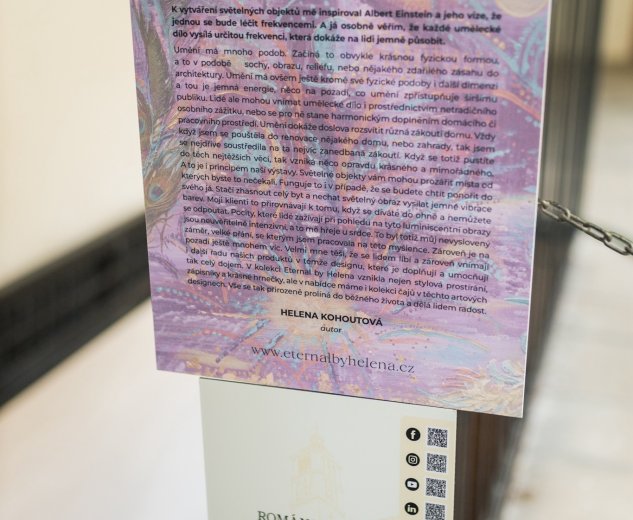 K vytváření světelných objektů mě inspiroval Albert Einstein a jeho vize, že
jednou se bude léčit frekvencemi. A já osobně věřím, že každé umělecké
dílo vysílá určitou frekvenci, která dokáže na lidi jemně působit.
Umění má mnoho podob. Začíná to obvykle krásnou fyzickou formou,
a to v podobě sochy, obrazu, reliéfu, nebo nějakého zdařilého zásahu do
architektury. Umění má ovšem ještě kromě své fyzické podoby i další dimenzi
a tou je jemná energie, něco na pozadí, co umění zpřístupňuje širšímu
publiku. Lidé ale mohou vnímat umělecké dílo i prostřednictvím netradičního
osobního zážitku, nebo se pro ně stane harmonickým doplněním domácího či
pracovního prostředí. Umění dokáže doslova rozsvítit různá zákoutí domu. Vždy
když jsem se pouštěla do renovace nějakého domu, nebo zahrady, tak jsem
se nejdříve soustředila na ta nejvíc zanedbaná zákoutí. Když se totiž pustíte
do těch nejtěžších věcí, tak vzniká něco opravdu krásného a mimořádného.
A to je i principem naší výstavy. Světelné objekty vám mohou prozářit místa od
kterých byste to nečekali. Funguje to i v případě, že se budete chtít ponořit do
svého já. Stačí zhasnout celý byt a nechat světelný obraz vysílat jemné vibrace
barev. Moji klienti to přirovnávají k tomu, když se díváte do ohně a nemůžete
se odpoutat. Pocity, které lidé zažívají při pohledu na tyto luminiscentní obrazy
jsou neuvěřitelně intenzivní, a to mě hřeje u srdce. To byl totiž můj nevyslovený
záměr, velké přání, se kterým jsem pracovala na této myšlence. Zároveň je na
pozadí ještě mnohem víc. Velmi mne těší, že se lidem líbí a zároveň vnímají
i další řadu našich produktů v témže designu, které je doplňují a umocňují
tak celý dojem. V kolekci Eternal by Helena vznikla nejen stylová prostírání,
zápisníky a krásné hrnečky, ale v nabídce máme i kolekci čajů v těchto artových
designech. Vše se tak přirozeně prolíná do běžného života a dělá lidem radost.
HELENA KOHOUTOVÁ
autor
www.eternalbyhelena.cz